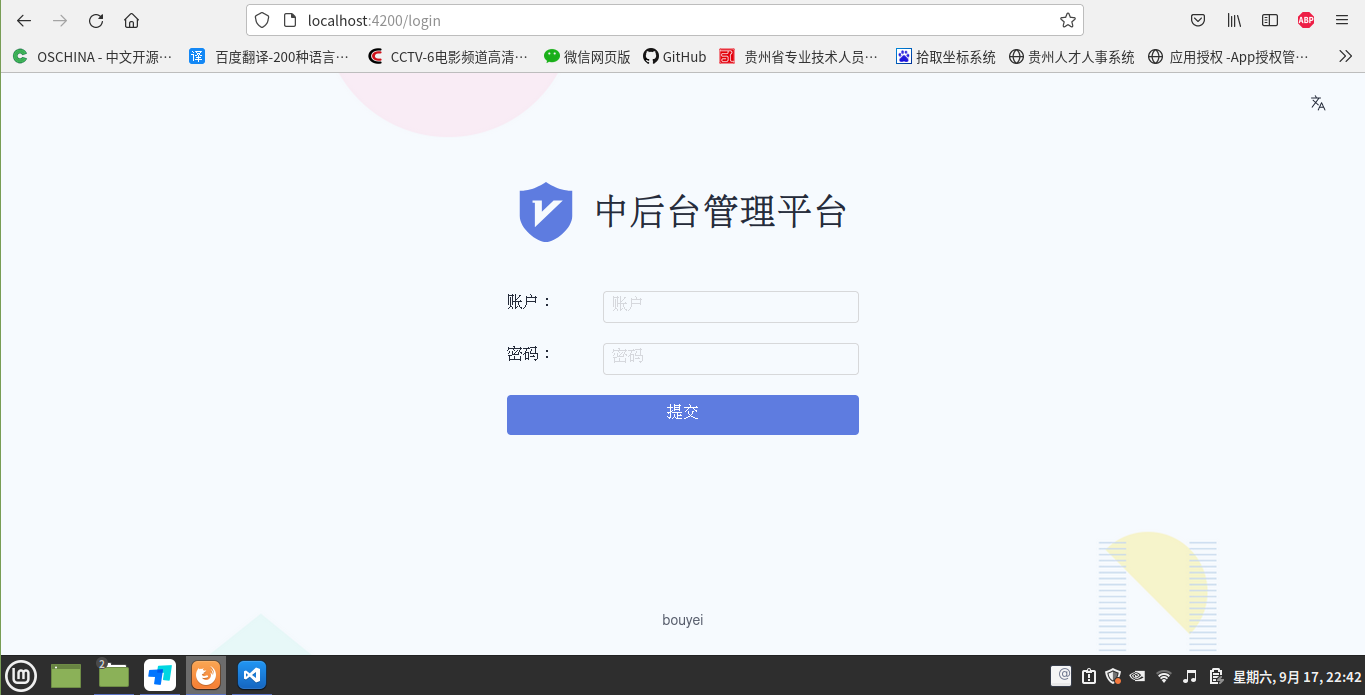 localhost:4200/login
ABP
OSCHINA - 中文开源…
译 百度翻译-200种语言…
CCTV-6电影频道高清…
微信网页版
GitHub
贵州省专业技术人员…
拾取坐标系统
贵州人才人事系统
应用授权 -App授权管…
中后台管理平台
账户：
账户
密码：
密码
提交
bouyei
2
星期六, 9月 17, 22:42